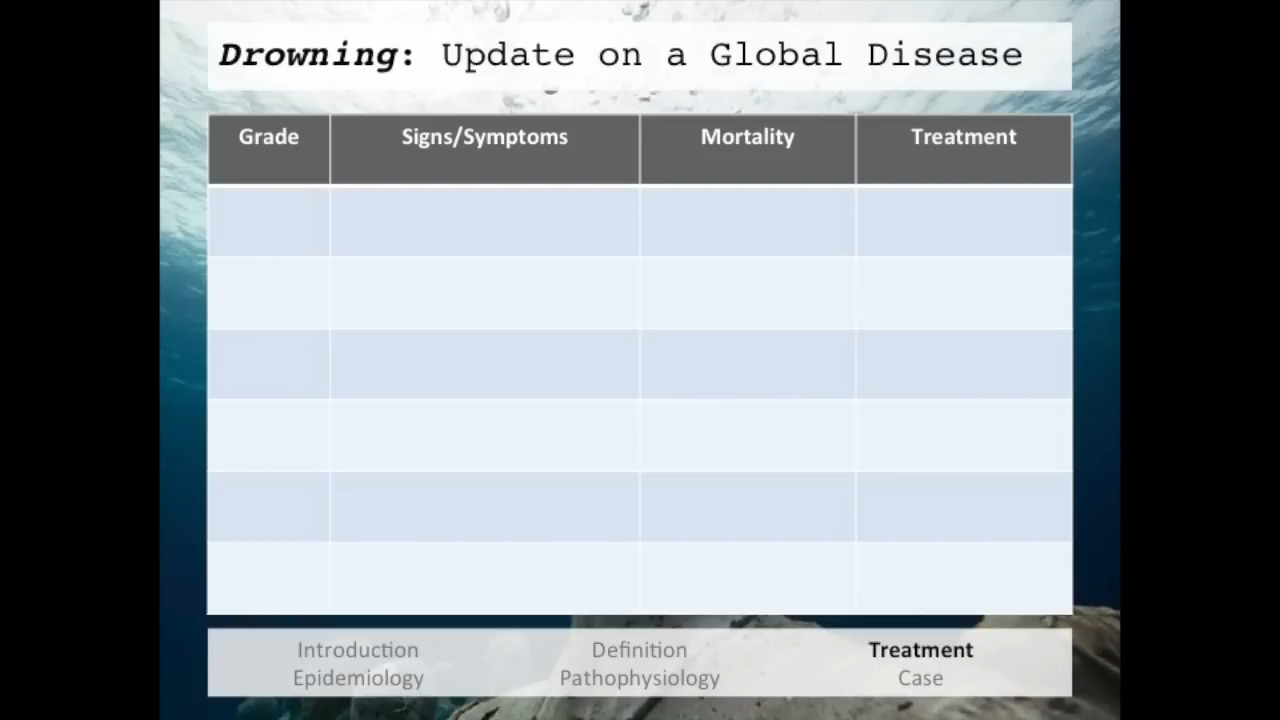 Drowning: Update on a Global Disease
Grade Signs/Symptoms Mortality Treatment
Introduction Definition Treatment
Epidemiology Pathophysiology Case